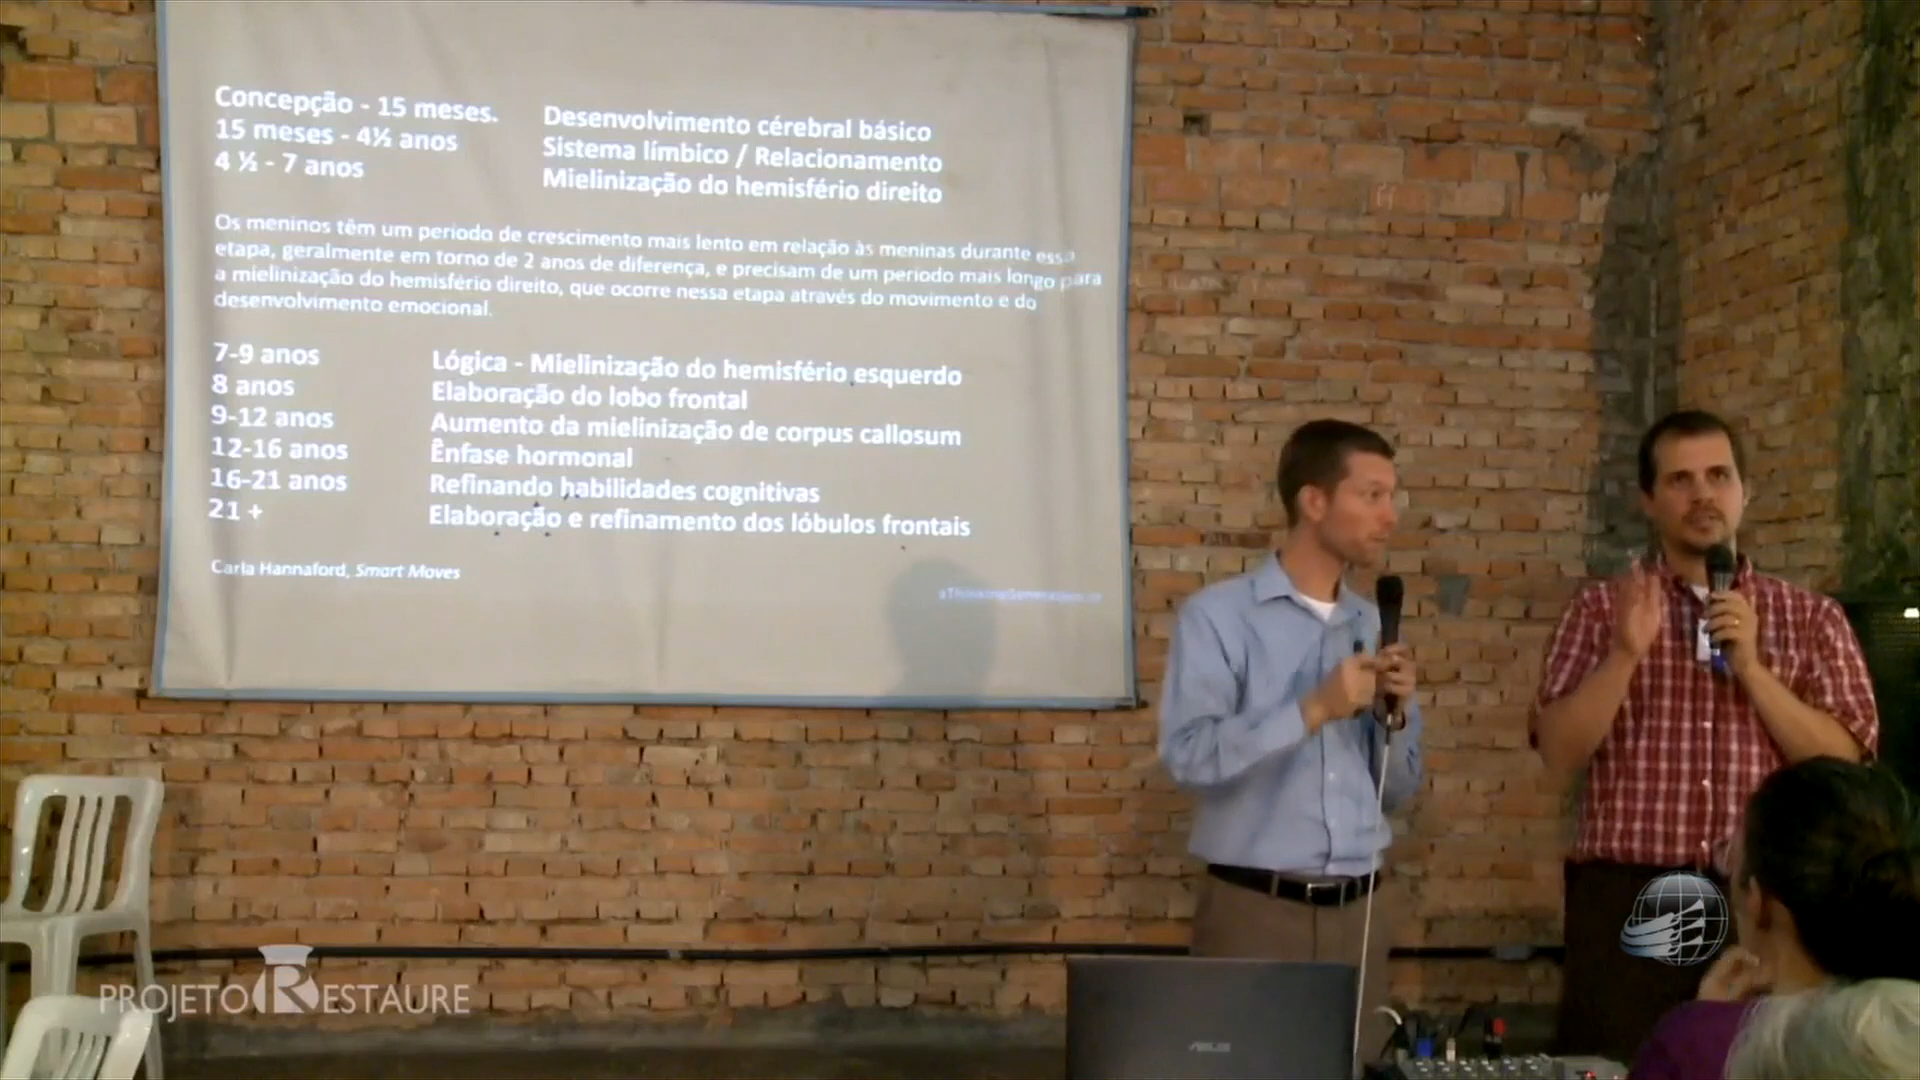 Concepção - 15 meses. Desenvolvimento cérebral básico
15 meses - 4½ anos Sistema límbico / Relacionamento
4 ½ - 7 anos Mielinização do hemisfério direito
Os meninos têm um periodo de crescimento mais lento em relação às meninas durante essa
etapa, geralmente em torno de 2 anos de diferença, e precisam de um periodo mais longo para
a mielinização do hemisfério direito, que ocorre nessa etapa através do movimento e do
desenvolvimento emocional.
7-9 anos Lógica - Mielinização do hemisfério esquerdo
8 anos Elaboração do lobo frontal
9-12 anos Aumento da mielinização de corpus callosum
12-16 anos Ênfase hormonal
16-21 anos Refinando habilidades cognitivas
21 + Elaboração e refinamento dos lóbulos frontais
Carla Hannaford, Smart Moves
PROJETO RESTAURE
ASUS